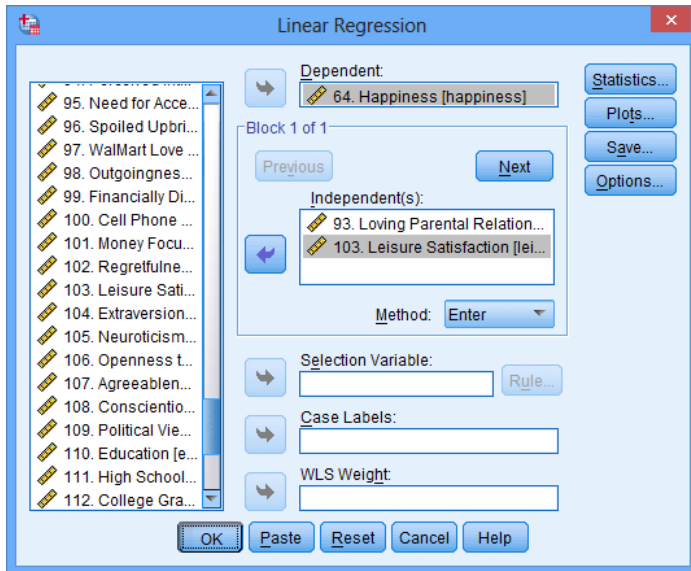 Linear Regression
95. Need for Acce...
96. Spoiled Upbri...
97. WalMart Love ...
98. Outgoingnes...
99. Financially Di...
100. Cell Phone ...
101. Money Focu...
102. Regretfulne...
103. Leisure Sati...
104. Extraversion...
105. Neuroticism...
106. Openness t...
107. Agreeablen...
108. Conscientio...
109. Political Vie...
110. Education [e...
111. High School...
112. College Gra...
Dependent:
64. Happiness [happiness]
Block 1 of 1
Previous
Next
Independent(s):
93. Loving Parental Relation...
103. Leisure Satisfaction [lei...
Method: Enter
Selection Variable:
Rule...
Case Labels:
WLS Weight:
Statistics...
Plots...
Save...
Options...
OK Paste Reset Cancel Help